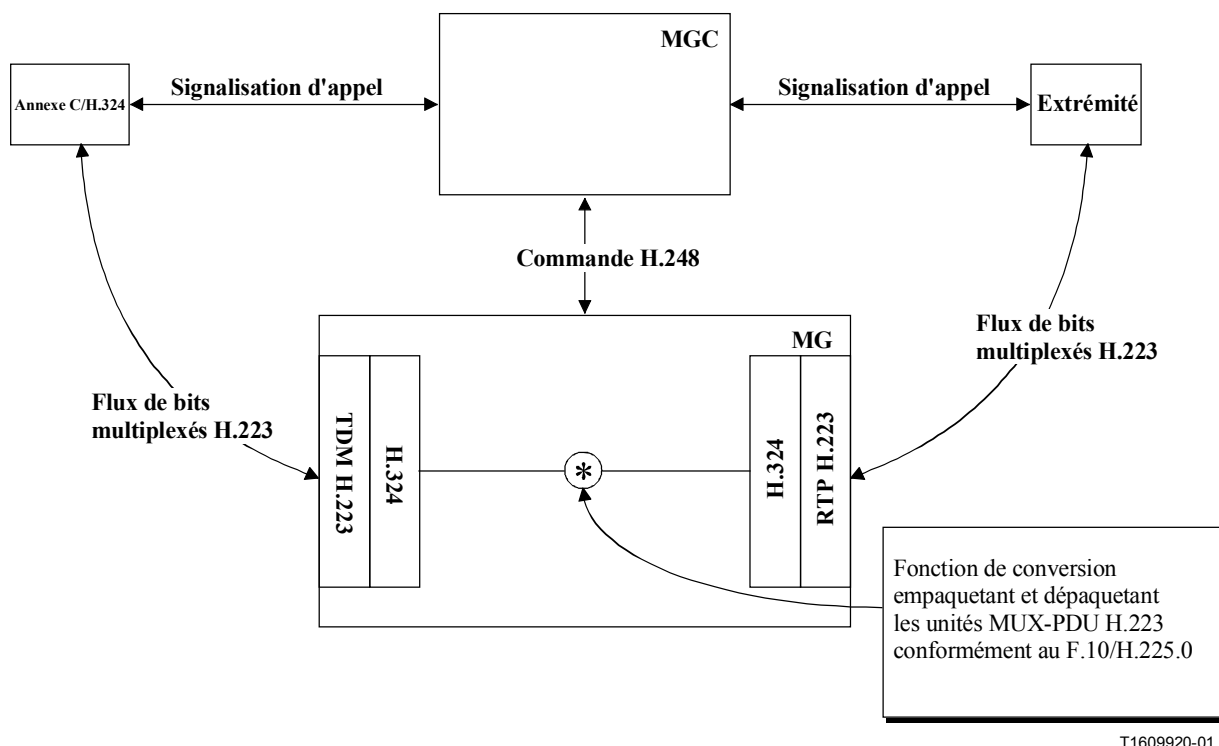 MGC
Annexe C/H.324
Signalisation d'appel
Signalisation d'appel
Extrémité
Commande H.248
Flux de bits
multiplexés H.223
MG
Flux de bits
multiplexés H.223
TDM H.223
H.324
*
H.324
RTP H.223
Fonction de conversion
empaquetant et dépaquetant
les unités MUX-PDU H.223
conformément au F.10/H.225.0
T1609920-01